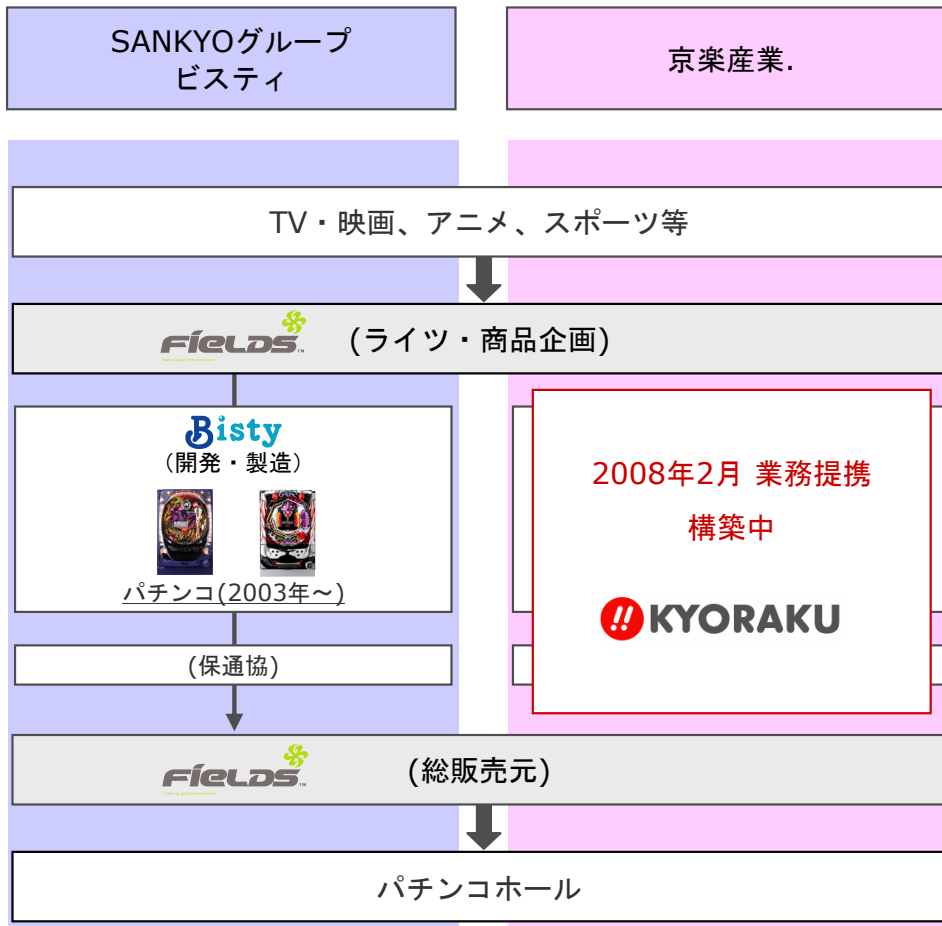 SANKYOグループ
ビスティ
京楽産業.
TV・映画、アニメ、スポーツ等
FIELDS (ライツ・商品企画)
Bisty
(開発・製造)
パチンコ(2003年～)
2008年2月 業務提携
構築中
KYORAKU
(保通協)
FIELDS (総販売元)
パチンコホール